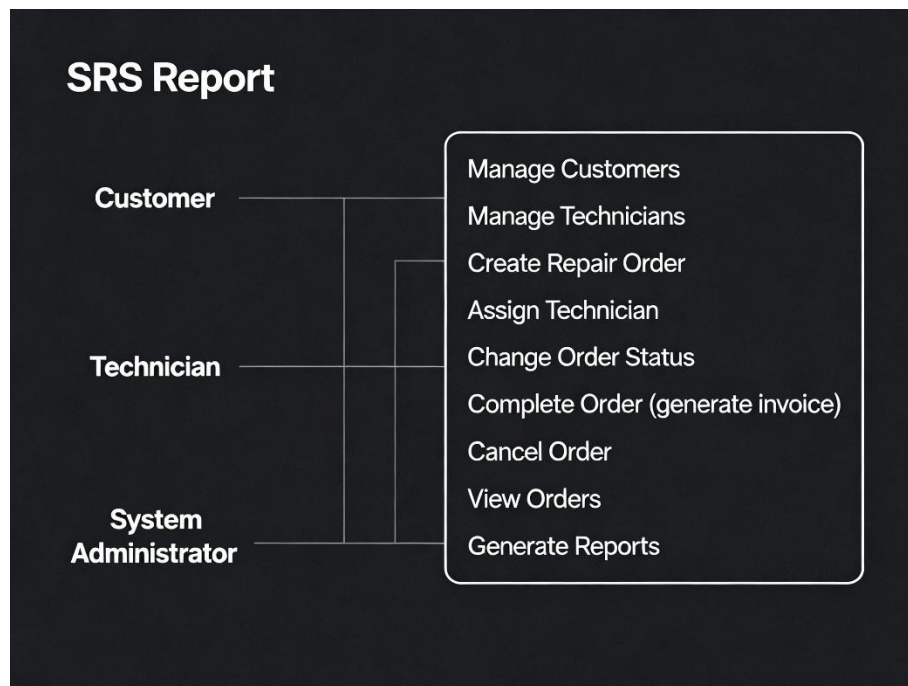 SRS Report
Customer
Technician
System
Administrator
Manage Customers
Manage Technicians
Create Repair Order
Assign Technician
Change Order Status
Complete Order (generate invoice)
Cancel Order
View Orders
Generate Reports